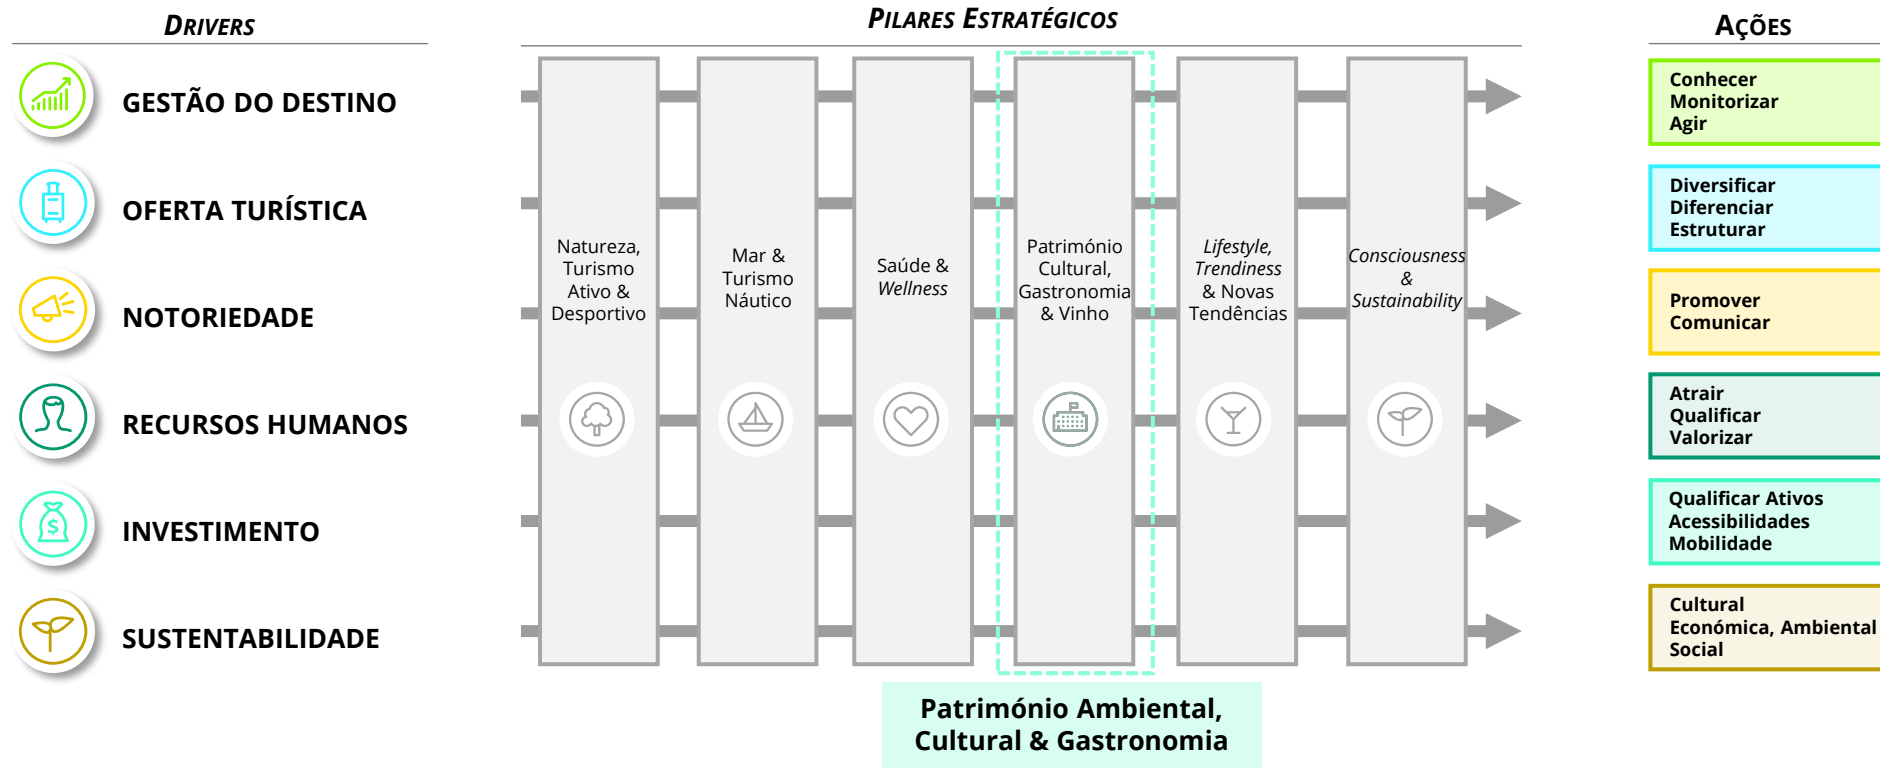 DRIVERS
GESTÃO DO DESTINO
OFERTA TURÍSTICA
NOTORIEDADE
RECURSOS HUMANOS
INVESTIMENTO
SUSTENTABILIDADE
PILARES ESTRATÉGICOS
Natureza,
Turismo
Ativo &
Desportivo
Mar &
Turismo
Náutico
Saúde &
Wellness
Património
Cultural,
Gastronomia
& Vinho
Lifestyle,
Trendiness
& Novas
Tendências
Consciousness
&
Sustainability
Património Ambiental,
Cultural & Gastronomia
AÇÕES
Conhecer
Monitorizar
Agir
Diversificar
Diferenciar
Estruturar
Promover
Comunicar
Atrair
Qualificar
Valorizar
Qualificar Ativos
Acessibilidades
Mobilidade
Cultural
Económica, Ambiental
Social